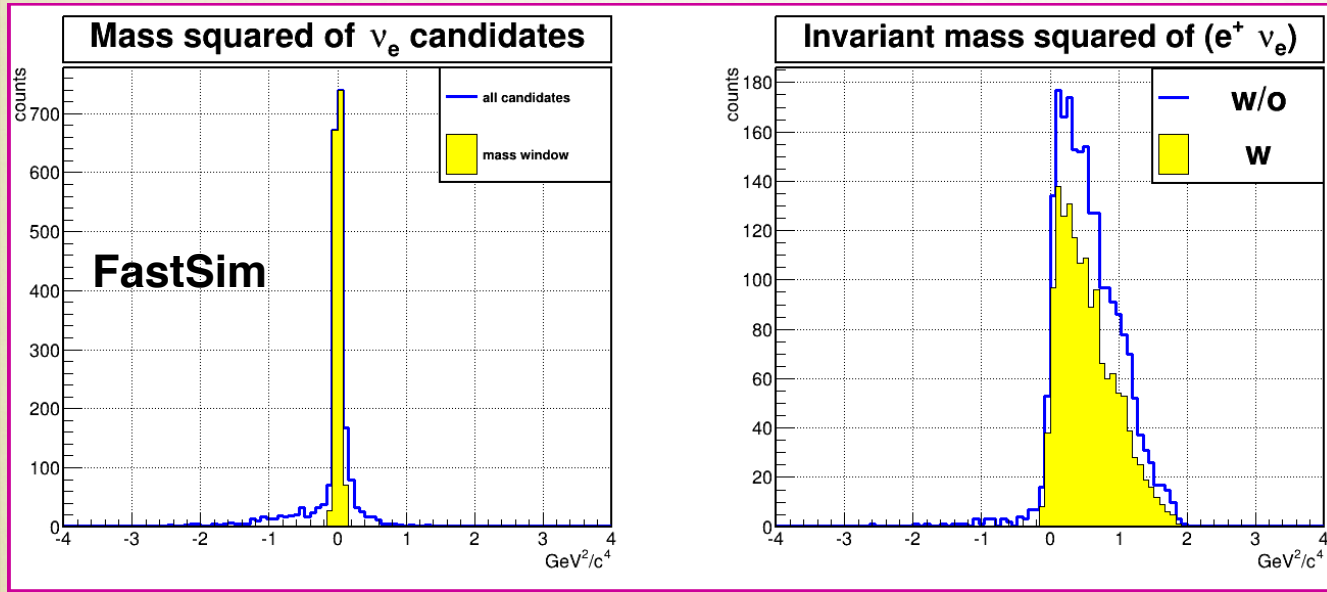 Mass squared of νe candidates
counts
700
600
500
400
300
200
100
0
-4 -3 -2 -1 0 1 2 3 4
GeV²/c⁴
all candidates
mass window
FastSim
Invariant mass squared of (e⁺ νe)
counts
180
160
140
120
100
80
60
40
20
0
-4 -3 -2 -1 0 1 2 3 4
GeV²/c⁴
w/o
w